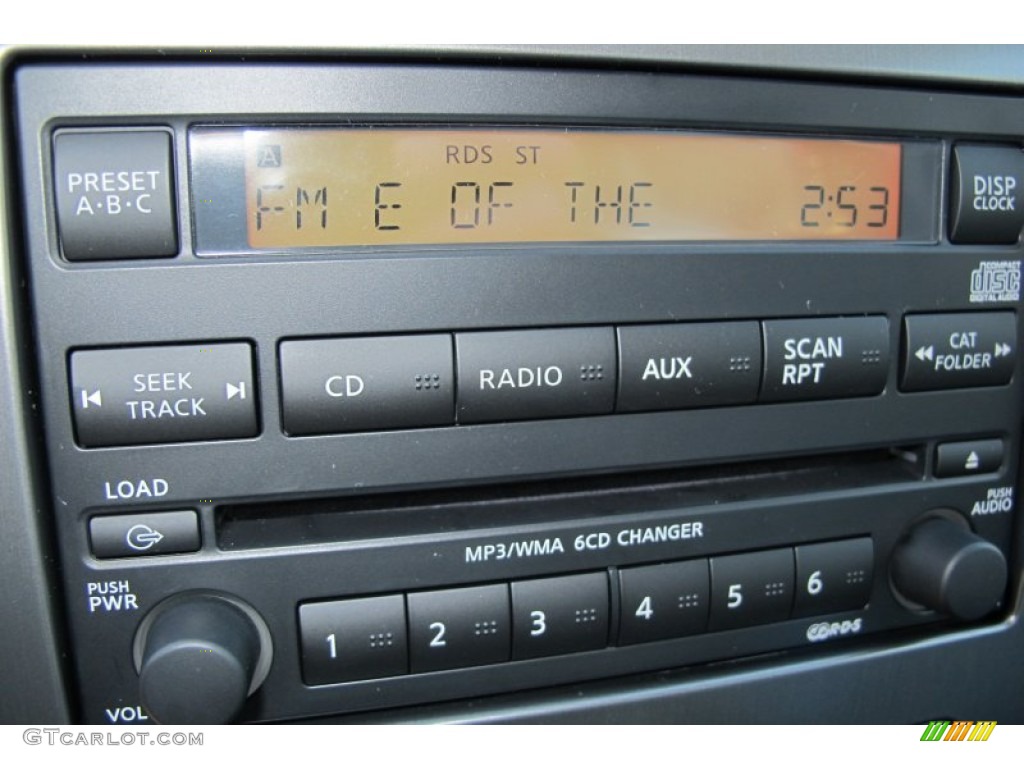 A RDS ST
FM E OF THE 2:53
PRESET
A·B·C
DISP
CLOCK
COMPACT
disc
DIGITAL AUDIO
SEEK
TRACK
CD
RADIO
AUX
SCAN
RPT
CAT
FOLDER
LOAD
PUSH
AUDIO
MP3/WMA 6CD CHANGER
PUSH
PWR
1 2 3 4 5 6
RDS
VOL
GTCARLOT.COM